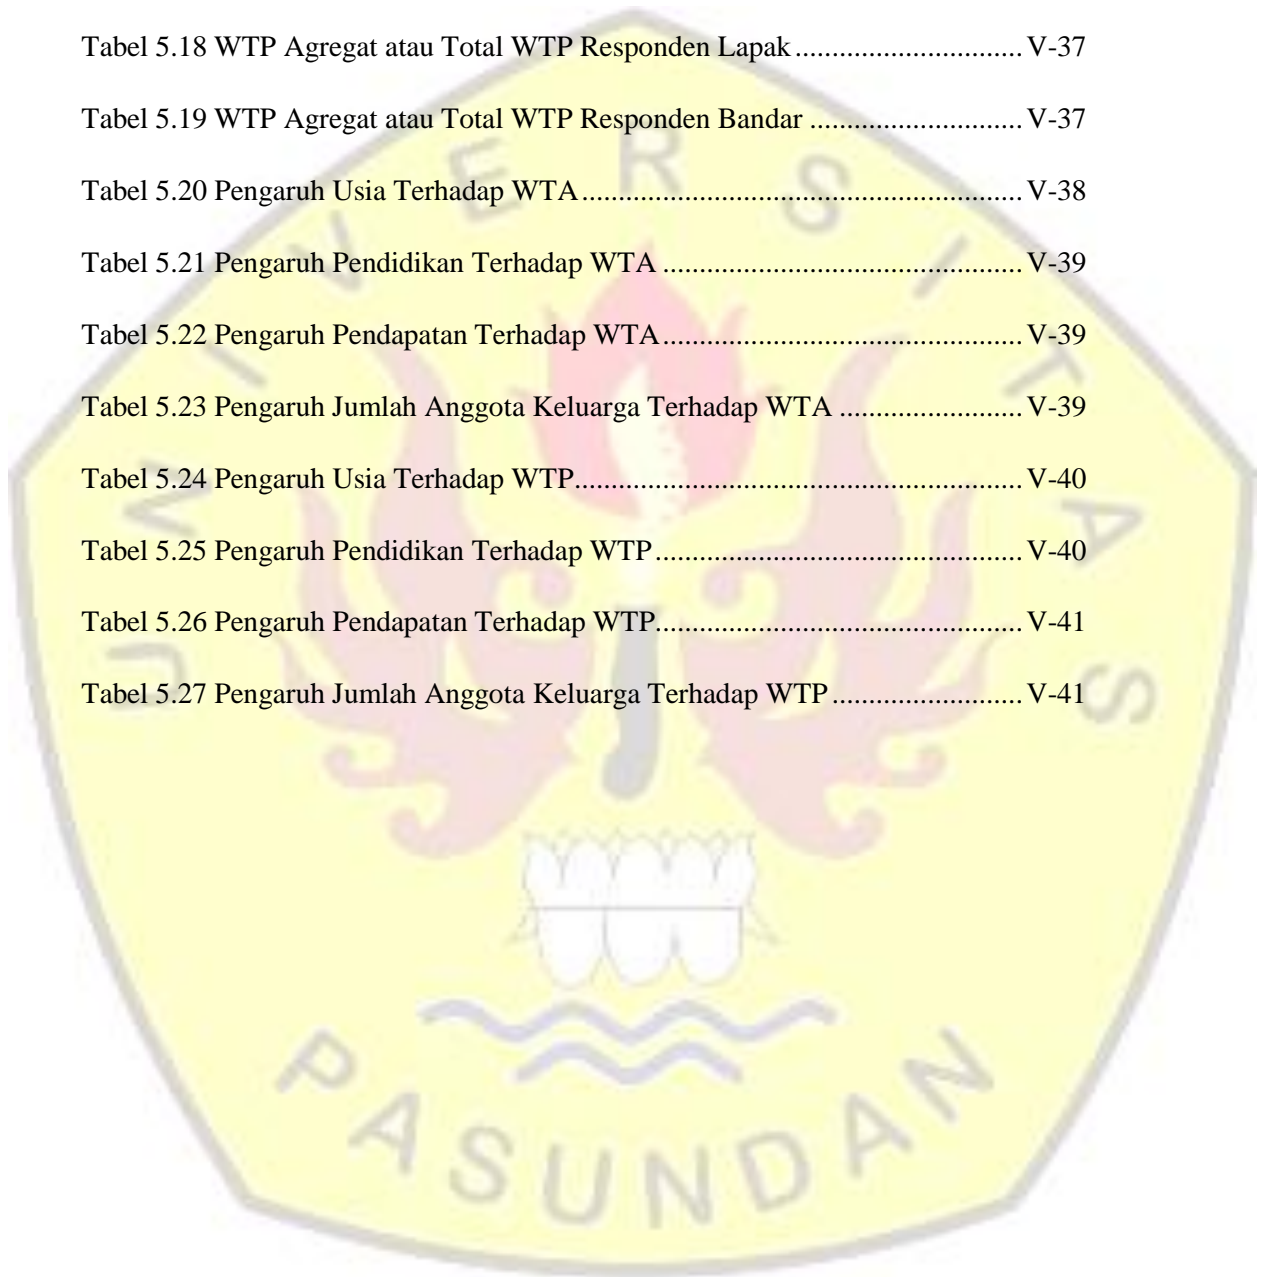 Tabel 5.18 WTP Agregat atau Total WTP Responden Lapak ............................... V-37
Tabel 5.19 WTP Agregat atau Total WTP Responden Bandar ............................. V-37
Tabel 5.20 Pengaruh Usia Terhadap WTA ............................................................ V-38
Tabel 5.21 Pengaruh Pendidikan Terhadap WTA ................................................. V-39
Tabel 5.22 Pengaruh Pendapatan Terhadap WTA ................................................. V-39
Tabel 5.23 Pengaruh Jumlah Anggota Keluarga Terhadap WTA ......................... V-39
Tabel 5.24 Pengaruh Usia Terhadap WTP ............................................................. V-40
Tabel 5.25 Pengaruh Pendidikan Terhadap WTP .................................................. V-40
Tabel 5.26 Pengaruh Pendapatan Terhadap WTP .................................................. V-41
Tabel 5.27 Pengaruh Jumlah Anggota Keluarga Terhadap WTP .......................... V-41
UNIVERSITAS
PASUNDAN